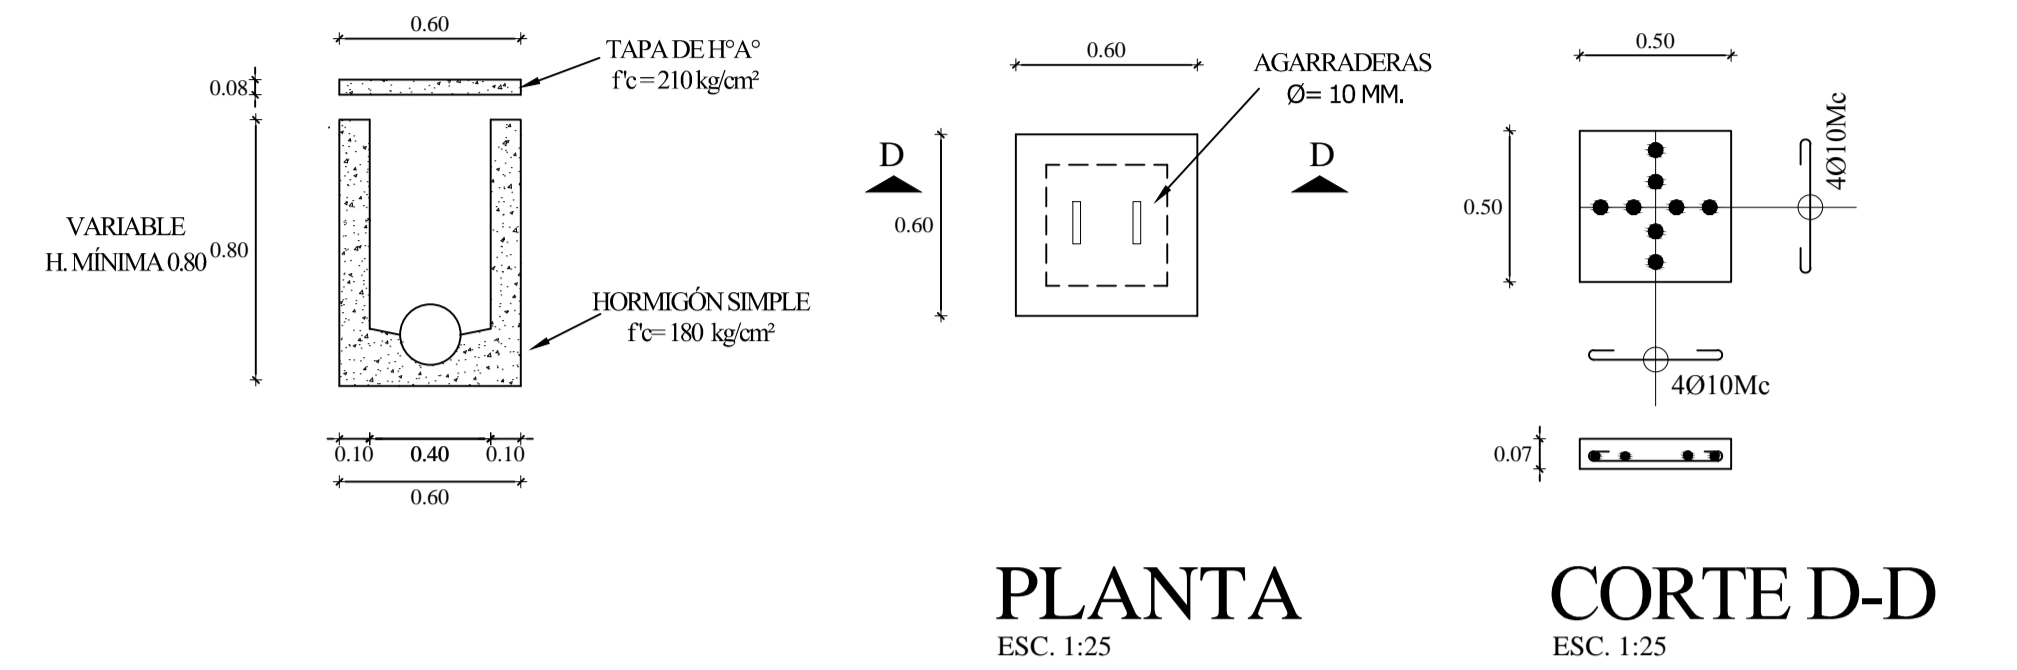 0.60
TAPA DE H°A°
f'c = 210 kg/cm²
0.08
VARIABLE
H. MÍNIMA 0.80
0.80
HORMIGÓN SIMPLE
f'c= 180 kg/cm²
0.10 0.40 0.10
0.60
0.60
AGARRADERAS
Ø= 10 MM.
D
D
0.60
PLANTA
ESC. 1:25
0.50
0.50
4Ø10Mc
4Ø10Mc
0.07
CORTE D-D
ESC. 1:25